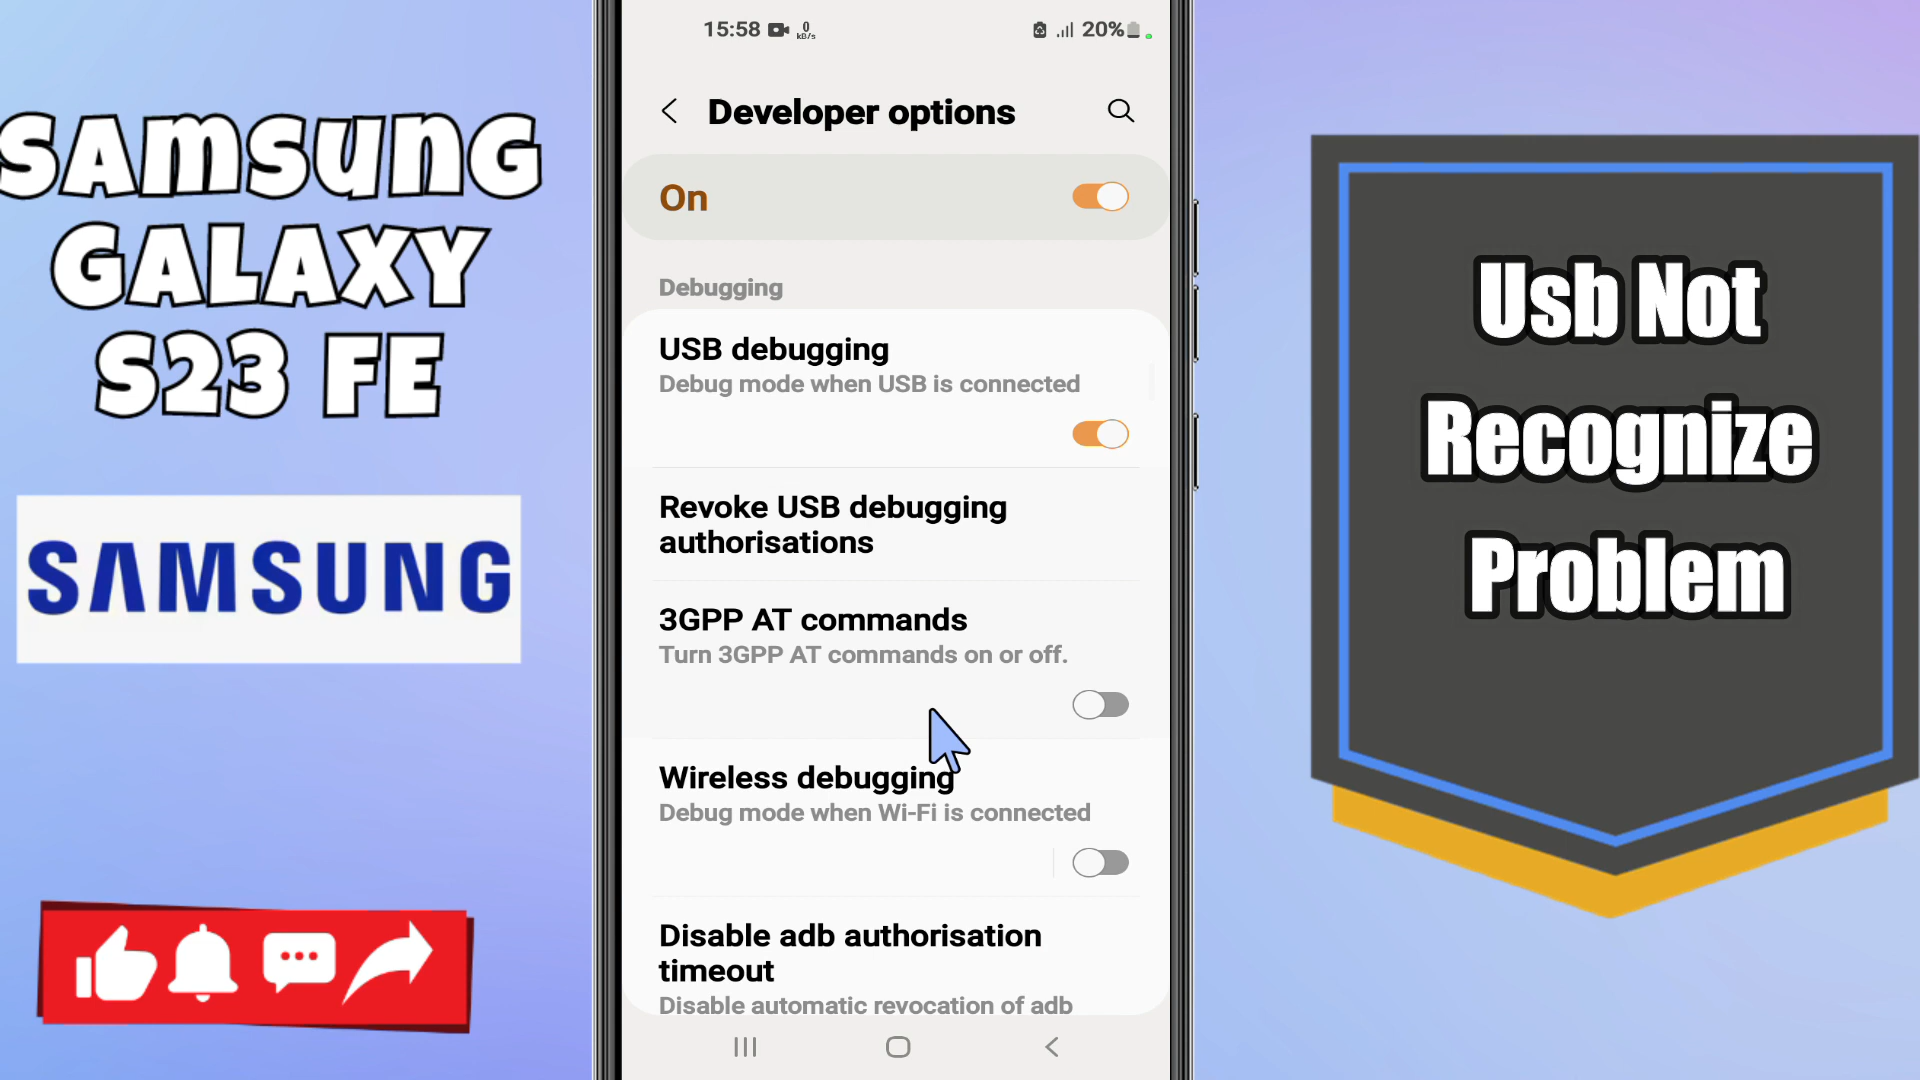 SAMSUNG
GALAXY
S23 FE
SAMSUNG
15:58 0 KB/s 20%
Developer options
On
Debugging
USB debugging
Debug mode when USB is connected
Revoke USB debugging
authorisations
3GPP AT commands
Turn 3GPP AT commands on or off.
Wireless debugging
Debug mode when Wi-Fi is connected
Disable adb authorisation
timeout
Disable automatic revocation of adb
Usb Not
Recognize
Problem